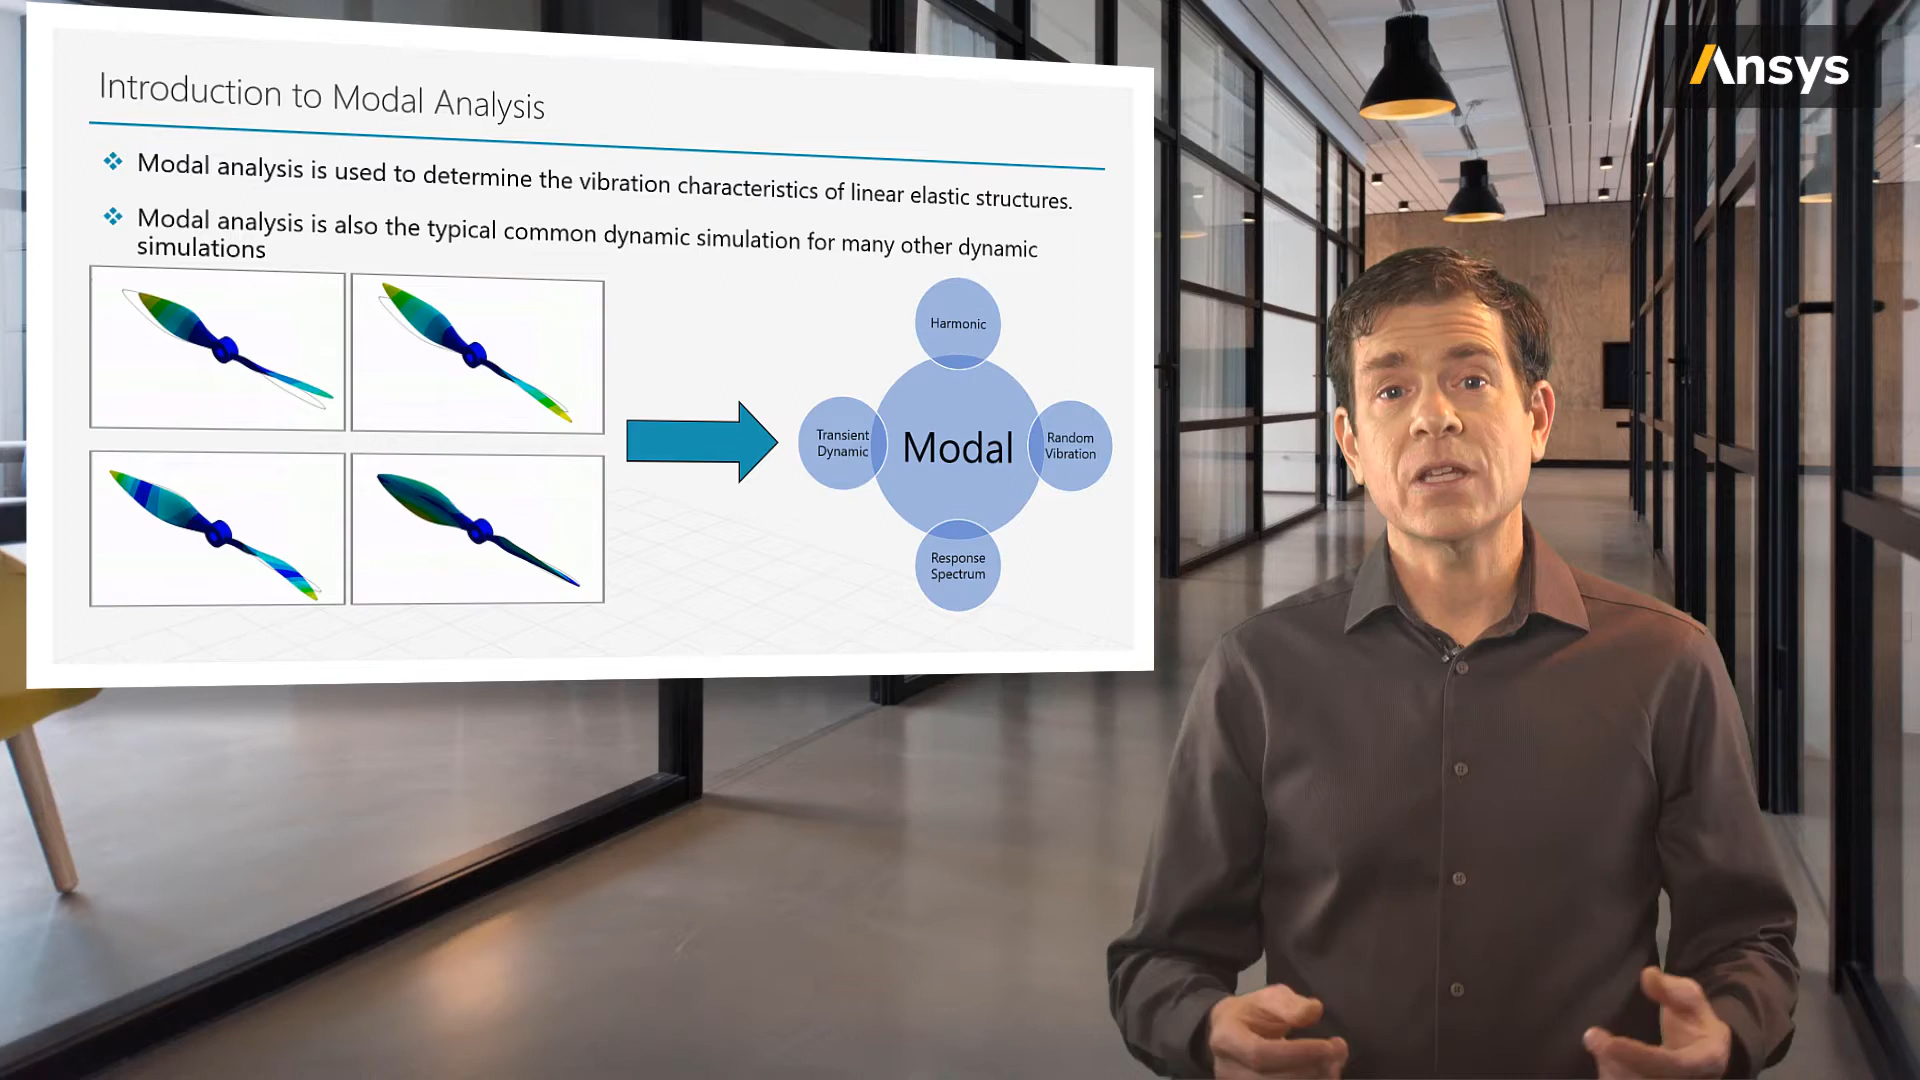 Introduction to Modal Analysis
Modal analysis is used to determine the vibration characteristics of linear elastic structures.
Modal analysis is also the typical common dynamic simulation for many other dynamic
simulations
Harmonic
Transient
Dynamic
Modal
Random
Vibration
Response
Spectrum
Ansys